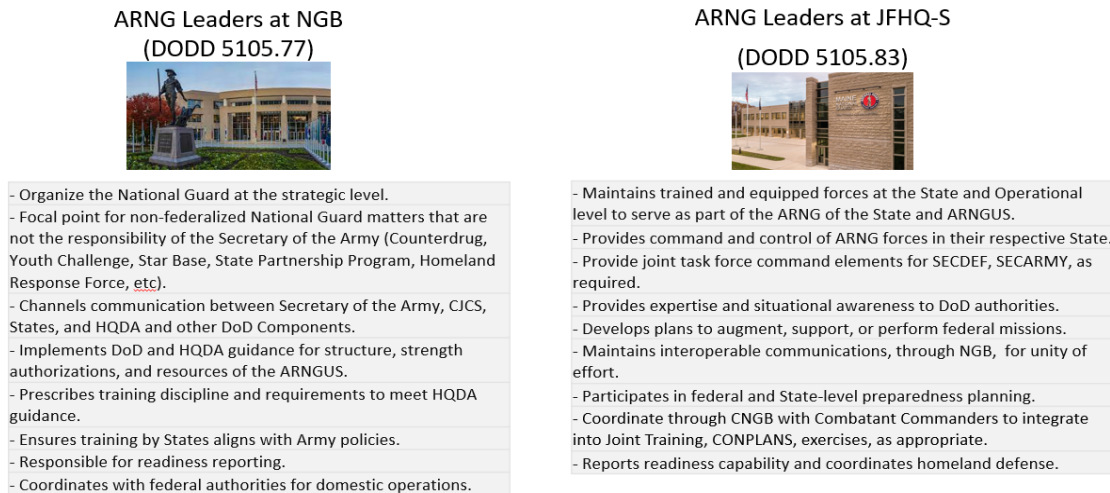 ARNG Leaders at NGB
(DODD 5105.77)
- Organize the National Guard at the strategic level.
- Focal point for non-federalized National Guard matters that are
not the responsibility of the Secretary of the Army (Counterdrug,
Youth Challenge, Star Base, State Partnership Program, Homeland
Response Force, etc).
- Channels communication between Secretary of the Army, CJCS,
States, and HQDA and other DoD Components.
- Implements DoD and HQDA guidance for structure, strength
authorizations, and resources of the ARNGUS.
- Prescribes training discipline and requirements to meet HQDA
guidance.
- Ensures training by States aligns with Army policies.
- Responsible for readiness reporting.
- Coordinates with federal authorities for domestic operations.
ARNG Leaders at JFHQ-S
(DODD 5105.83)
- Maintains trained and equipped forces at the State and Operational
level to serve as part of the ARNG of the State and ARNGUS.
- Provides command and control of ARNG forces in their respective State.
- Provide joint task force command elements for SECDEF, SECARMY, as
required.
- Provides expertise and situational awareness to DoD authorities.
- Develops plans to augment, support, or perform federal missions.
- Maintains interoperable communications, through NGB,  for unity of
effort.
- Participates in federal and State-level preparedness planning.
- Coordinate through CNGB with Combatant Commanders to integrate
into Joint Training, CONPLANS, exercises, as appropriate.
- Reports readiness capability and coordinates homeland defense.